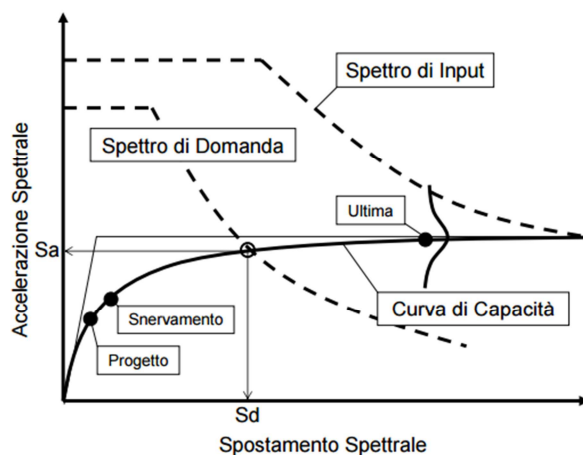 Spettro di Input
Spettro di Domanda
Ultima
Sa
Curva di Capacità
Snervamento
Progetto
Sd
Spostamento Spettrale
Accelerazione Spettrale